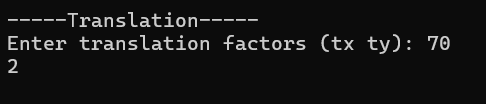 -----Translation-----
Enter translation factors (tx ty): 70
2